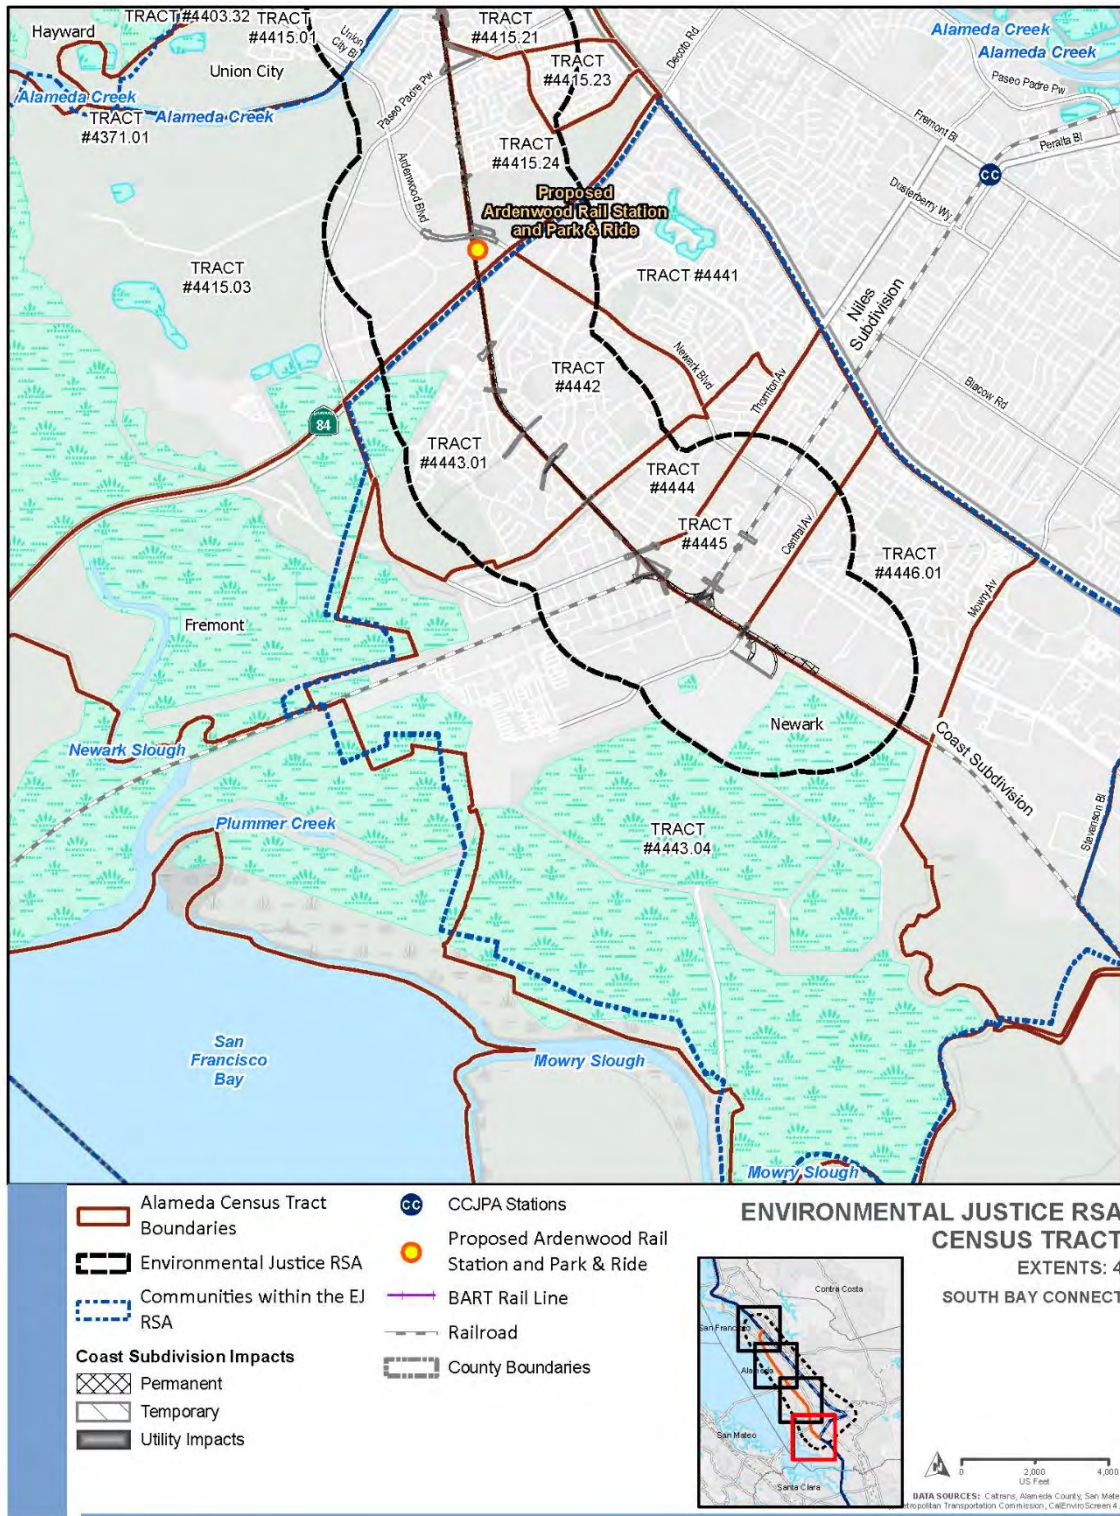 TRACT #4403.32
TRACT
#4415.01
TRACT
#4415.21
Hayward
Union City
Union
City Bl
TRACT
#4415.23
Decoto Rd
Alameda Creek
Alameda Creek
Paseo Padre Pw
Alameda Creek
TRACT
#4371.01
Alameda Creek
Paseo Padre Pw
Fremont Bl
Peralta Bl
CC
TRACT
#4415.24
Ardenwood Blvd
Proposed
Ardenwood Rail Station
and Park & Ride
Dusterberry Wy
TRACT
#4415.03
TRACT #4441
Niles
Subdivision
TRACT
#4442
Newark Blvd
Thornton Av
Blacow Rd
84
TRACT
#4443.01
TRACT
#4444
TRACT
#4445
Central Av
TRACT
#4446.01
Mowry Av
Fremont
Newark
Coast Subdivision
Newark Slough
Stevenson Bl
Plummer Creek
TRACT
#4443.04
San
Francisco
Bay
Mowry Slough
Mowry Slough
Alameda Census Tract
Boundaries
Environmental Justice RSA
Communities within the EJ
RSA
Coast Subdivision Impacts
Permanent
Temporary
Utility Impacts
CC CCJPA Stations
Proposed Ardenwood Rail
Station and Park & Ride
BART Rail Line
Railroad
County Boundaries
ENVIRONMENTAL JUSTICE RSA
CENSUS TRACT
EXTENTS: 4
SOUTH BAY CONNECT
Contra Costa
San Francisco
Alameda
San Mateo
Santa Clara
0 2,000 4,000
US Feet
DATA SOURCES: Caltrans, Alameda County, San Mate
etropolitan Transportation Commission, CalEnviroScreen 4